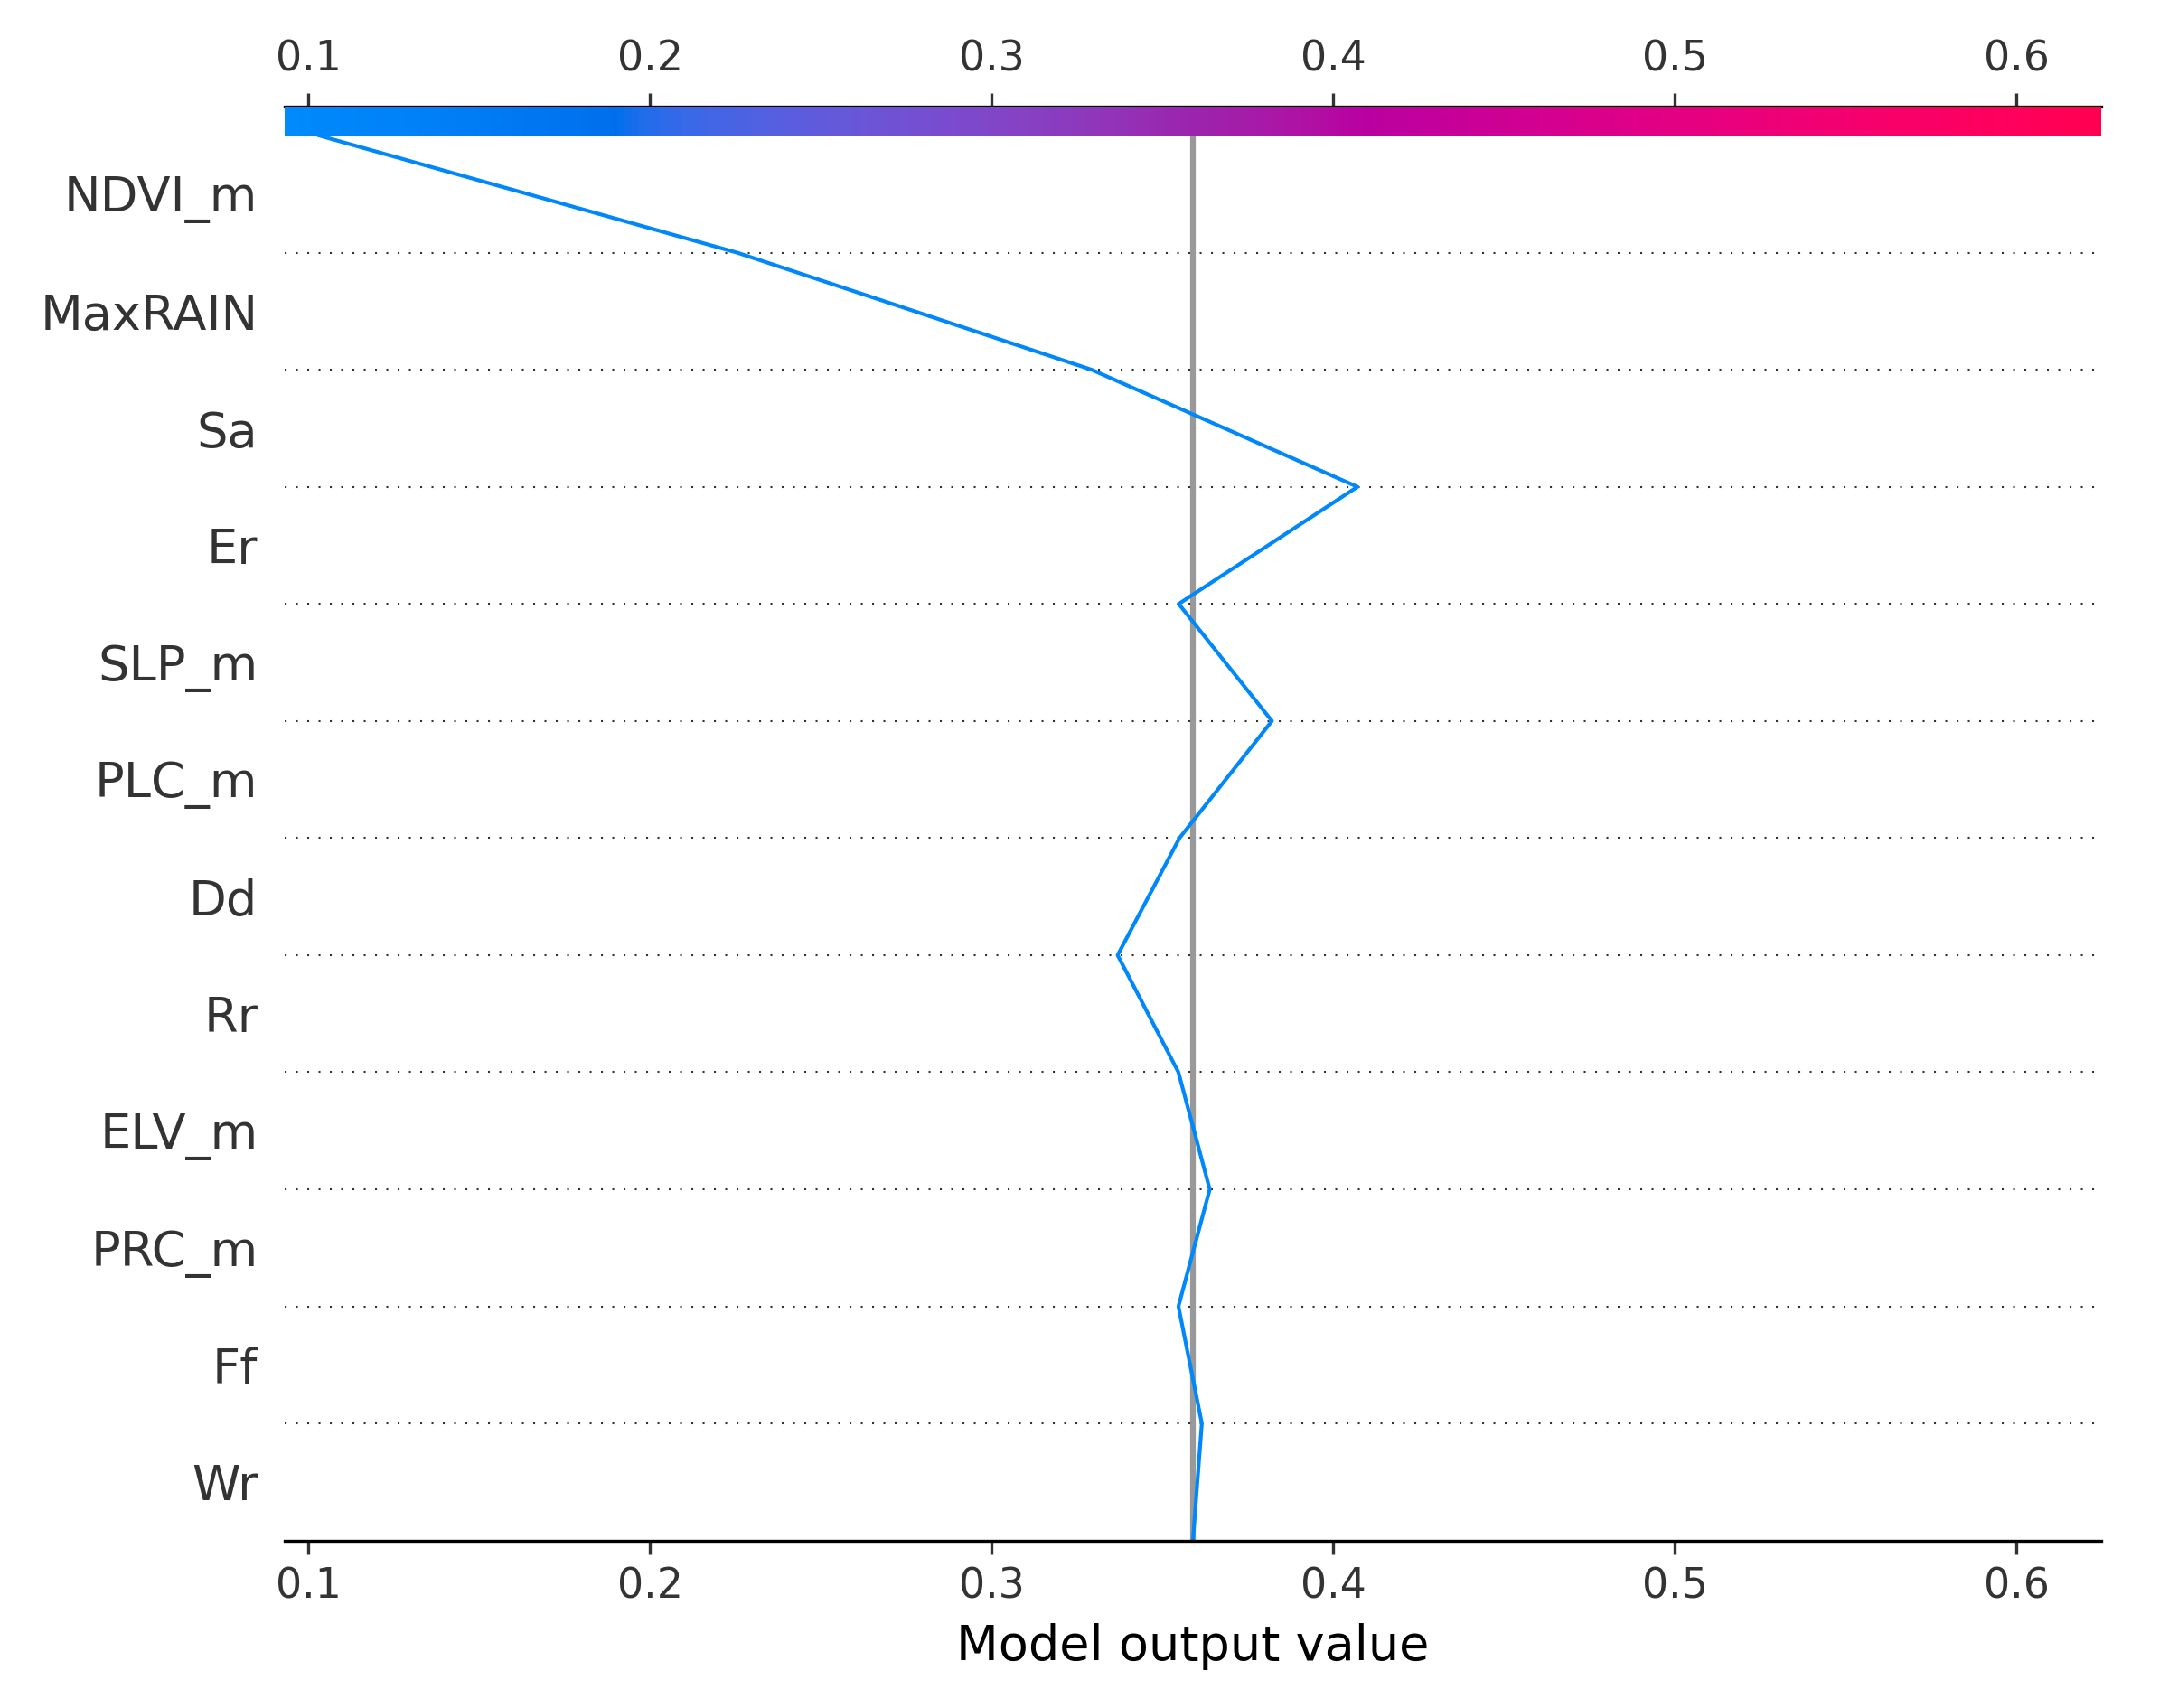 0.1 0.2 0.3 0.4 0.5 0.6
NDVI_m
MaxRAIN
Sa
Er
SLP_m
PLC_m
Dd
Rr
ELV_m
PRC_m
Ff
Wr
0.1 0.2 0.3 0.4 0.5 0.6
Model output value